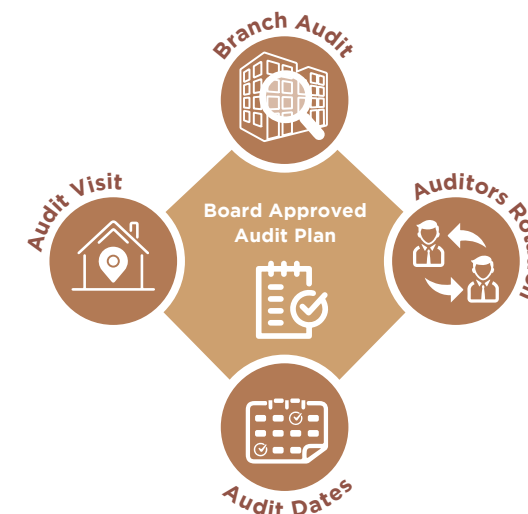 Branch Audit
Audit Visit
Board Approved
Audit Plan
Auditors
Audit Dates